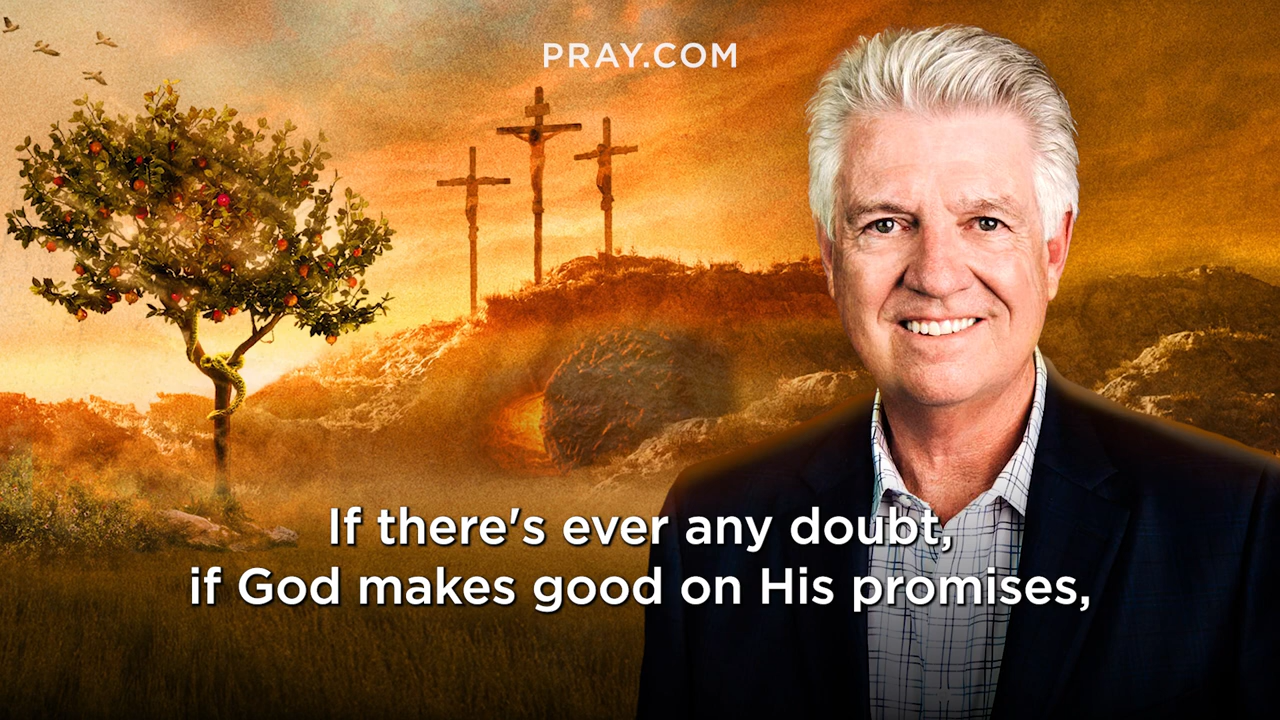 PRAY.COM
If there's ever any doubt,
if God makes good on His promises,